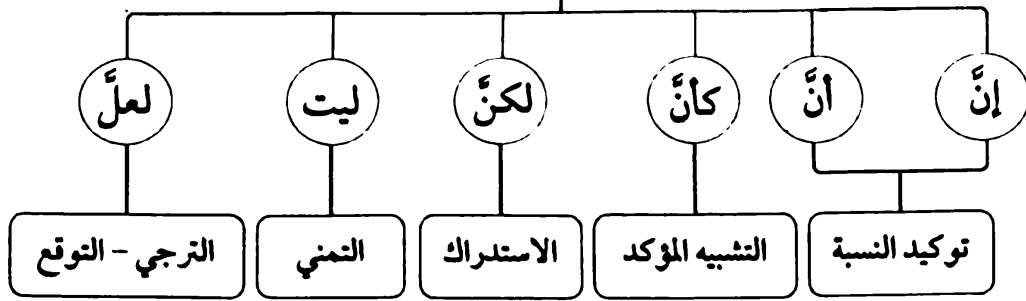 إنَّ أنَّ كأنَّ لكنَّ ليت لعلَّ
توكيد النسبة التشبيه المؤكد الاستدراك التمني الترجي - التوقع